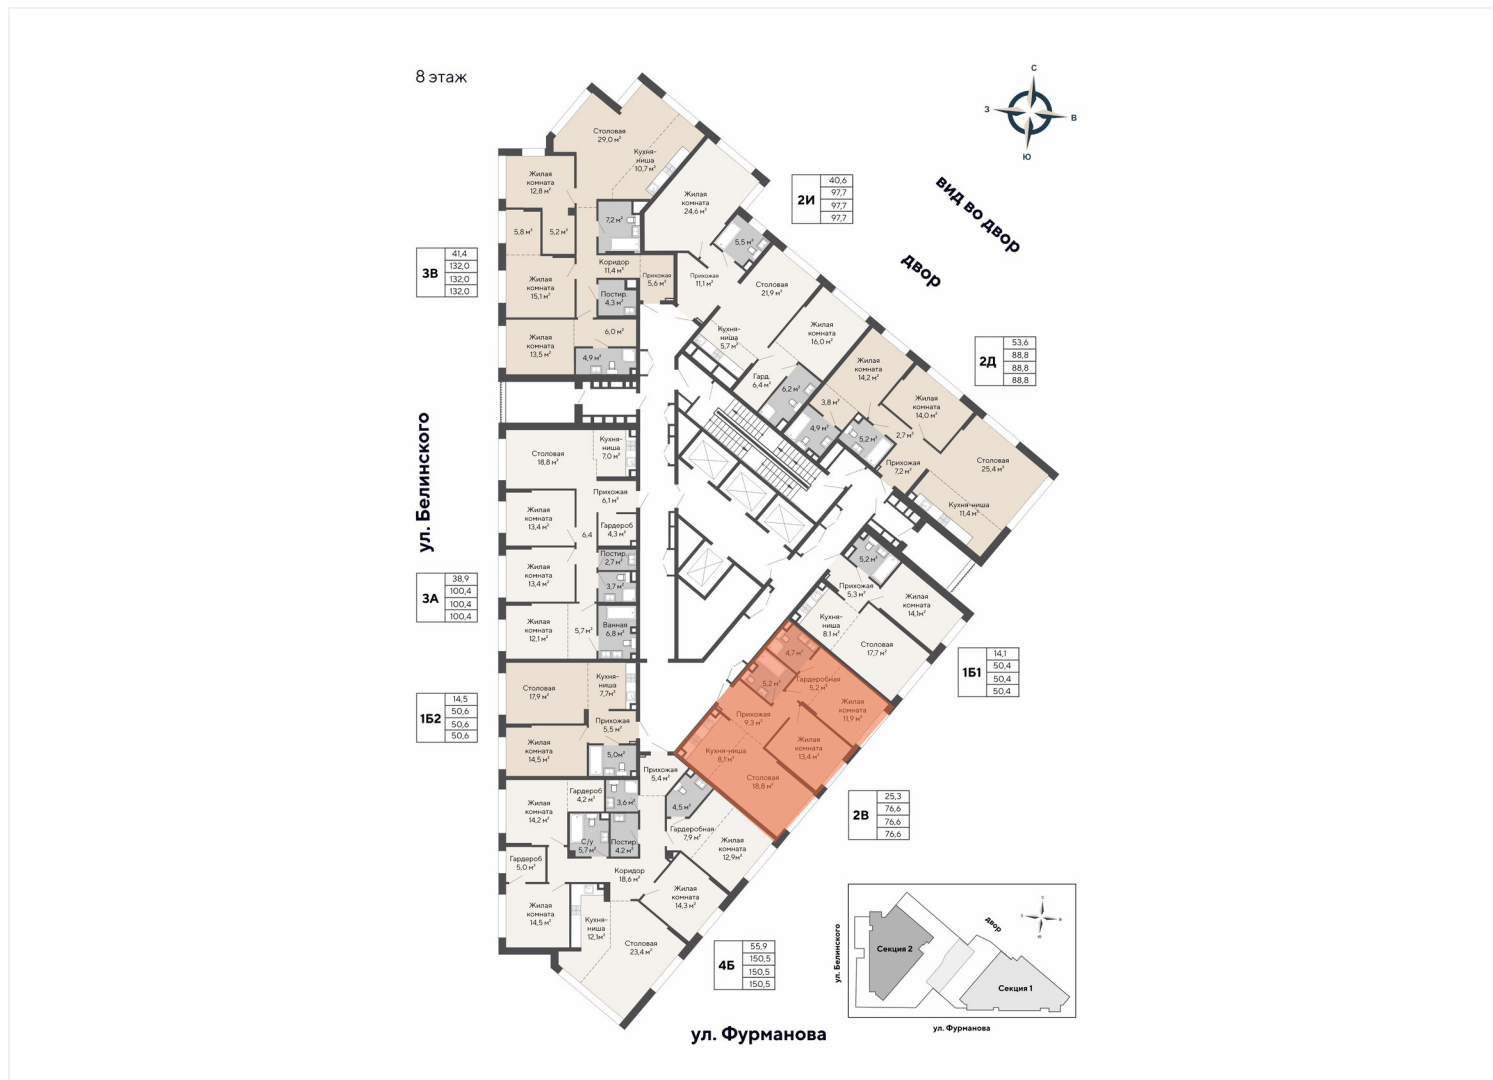 8 этаж
С
З
В
Ю
вид во двор
двор
ул. Белинского
ул. Фурманова
3В
41,4
132,0
132,0
132,0
Столовая
29,0 м²
Кухня-
ниша
10,7 м²
Жилая
комната
12,8 м²
7,2 м²
5,8 м²
5,2 м²
Коридор
11,4 м²
Прихожая
5,6 м²
Жилая
комната
15,1 м²
Постир.
4,3 м²
Жилая
комната
13,5 м²
6,0 м²
4,9 м²
2И
40,6
97,7
97,7
97,7
Жилая
комната
24,6 м²
5,5 м²
Прихожая
11,1 м²
Столовая
21,9 м²
Кухня-
ниша
5,7 м²
Жилая
комната
16,0 м²
Гард.
6,4 м²
6,2 м²
2Д
53,6
88,8
88,8
88,8
Жилая
комната
14,2 м²
Жилая
комната
14,0 м²
3,8 м²
4,9 м²
5,2 м²
2,7 м²
Прихожая
7,2 м²
Столовая
25,4 м²
Кухня-ниша
11,4 м²
3А
38,9
100,4
100,4
100,4
Столовая
18,8 м²
Кухня-
ниша
7,0 м²
Прихожая
6,1 м²
Жилая
комната
13,4 м²
6,4
Гардероб
4,3 м²
Постир.
2,7 м²
Жилая
комната
13,4 м²
3,7 м²
Жилая
комната
12,1 м²
5,7 м²
Ванная
6,8 м²
1Б1
14,1
50,4
50,4
50,4
5,2 м²
Прихожая
5,3 м²
Жилая
комната
14,1м²
Кухня-
ниша
8.1 м²
Столовая
17,7 м²
1Б2
14,5
50,6
50,6
50,6
Столовая
17,9 м²
Кухня-
ниша
7,7м²
Прихожая
5,5 м²
Жилая
комната
14,5 м²
5,0м²
2В
25,3
76,6
76,6
76,6
4,7 м²
5,2 м²
Гардеробная
5,2 м²
Жилая
комната
11,9 м²
Прихожая
9,3 м²
Жилая
комната
13,4 м²
Кухня-ниша
8,1 м²
Столовая
18,8 м²
4Б
55,9
150,5
150,5
150,5
Прихожая
5,4 м²
Гардероб
4,2 м²
3,6 м²
4,5 м²
Жилая
комната
14,2 м²
С/у
5,7 м²
Постир.
4.2 м²
Гардеробная
7,9 м²
Жилая
комната
12,9м²
Гардероб
5,0 м²
Коридор
18,6 м²
Жилая
комната
14,3 м²
Жилая
комната
14,5 м²
Кухня-
ниша
12,1м²
Столовая
23,4 м²
ул. Белинского
двор
С
З
В
Ю
Секция 2
Секция 1
ул. Фурманова